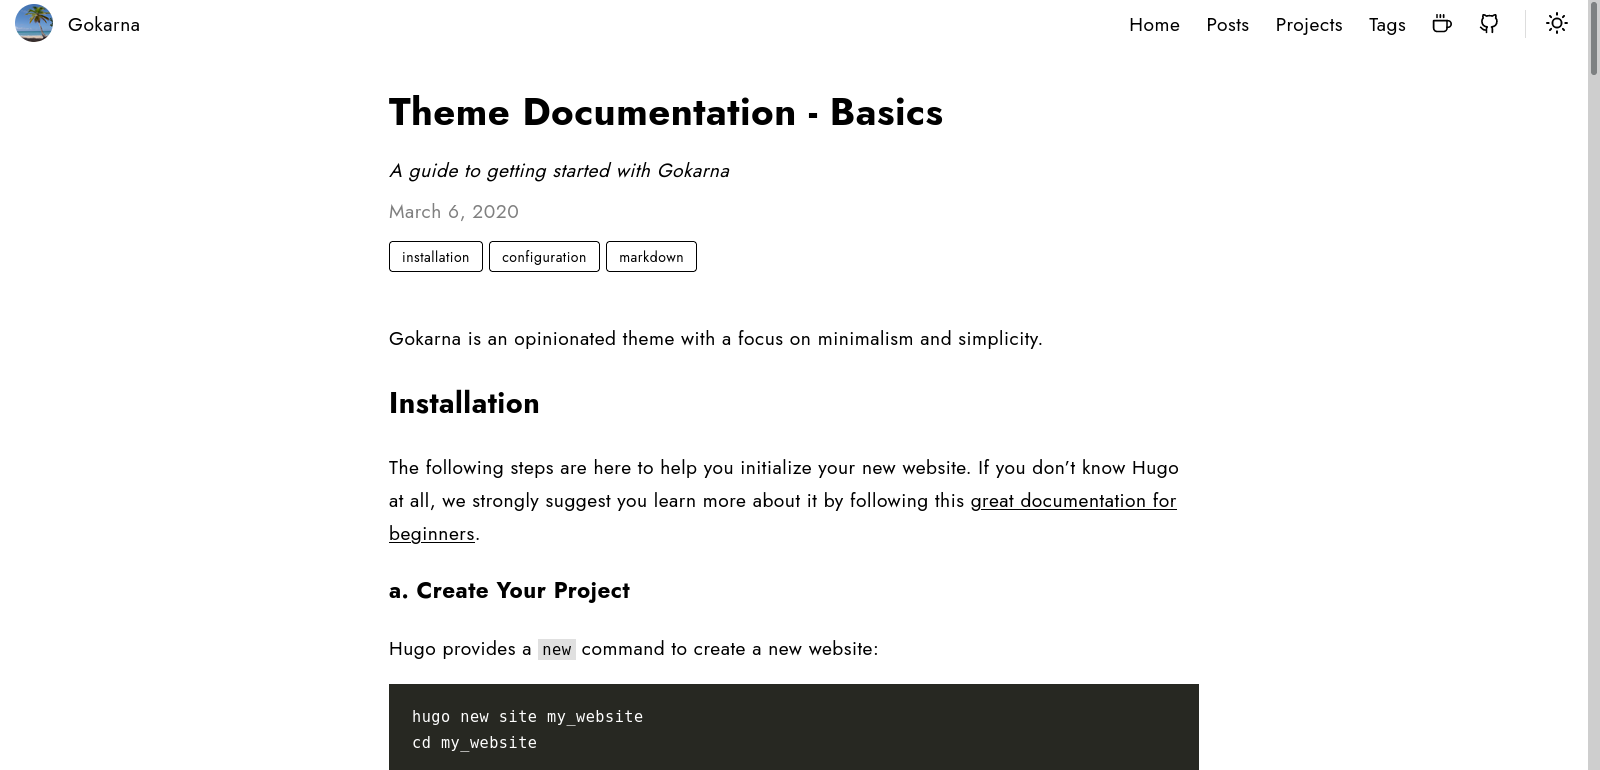 Gokarna
Home Posts Projects Tags
Theme Documentation - Basics
A guide to getting started with Gokarna
March 6, 2020
installation configuration markdown
Gokarna is an opinionated theme with a focus on minimalism and simplicity.
Installation
The following steps are here to help you initialize your new website. If you don’t know Hugo
at all, we strongly suggest you learn more about it by following this great documentation for
beginners.
a. Create Your Project
Hugo provides a new command to create a new website:
hugo new site my_website
cd my_website